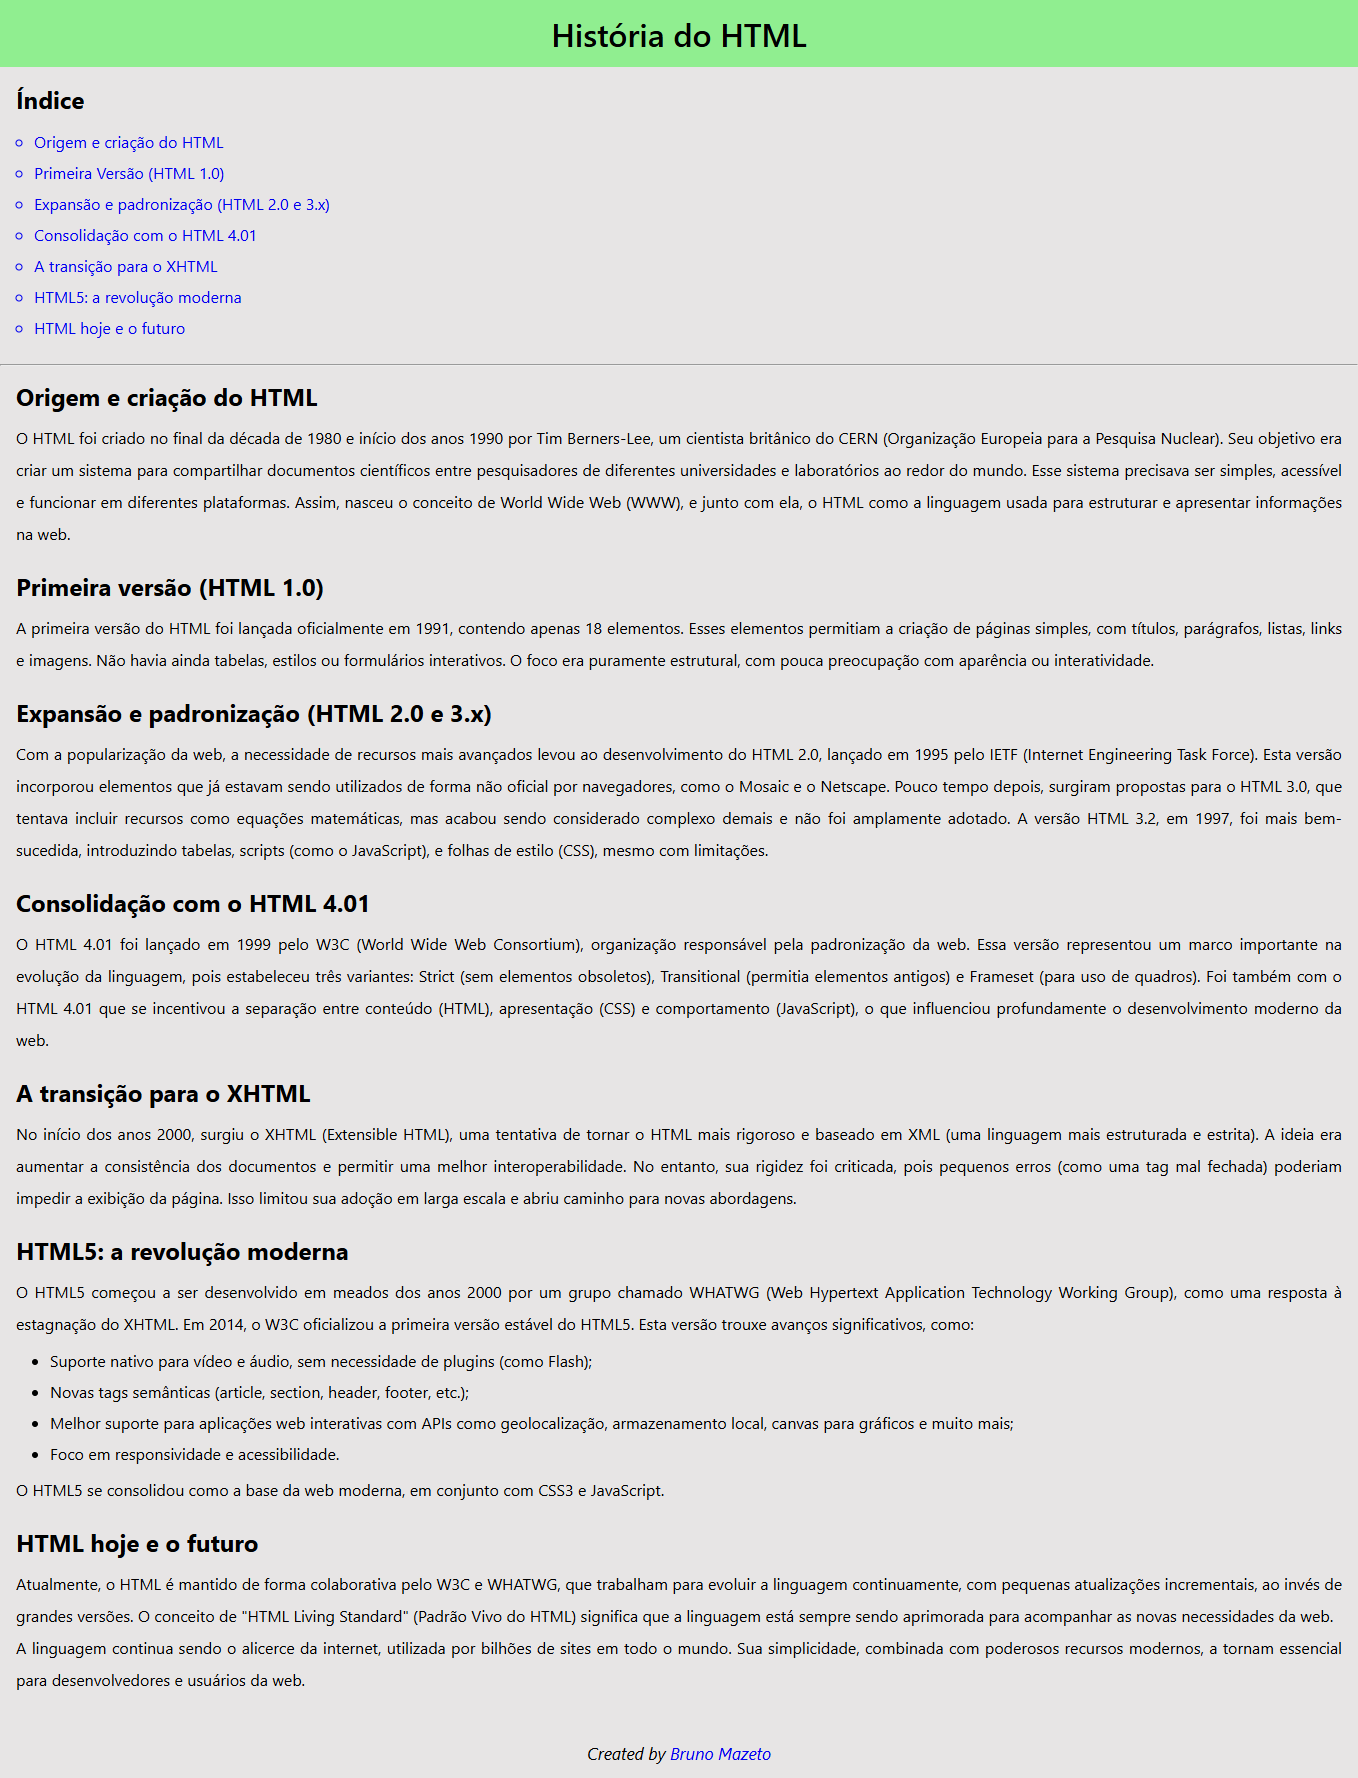 História do HTML
Índice
Origem e criação do HTML
Primeira Versão (HTML 1.0)
Expansão e padronização (HTML 2.0 e 3.x)
Consolidação com o HTML 4.01
A transição para o XHTML
HTML5: a revolução moderna
HTML hoje e o futuro
Origem e criação do HTML
O HTML foi criado no final da década de 1980 e início dos anos 1990 por Tim Berners-Lee, um cientista britânico do CERN (Organização Europeia para a Pesquisa Nuclear). Seu objetivo era
criar um sistema para compartilhar documentos científicos entre pesquisadores de diferentes universidades e laboratórios ao redor do mundo. Esse sistema precisava ser simples, acessível
e funcionar em diferentes plataformas. Assim, nasceu o conceito de World Wide Web (WWW), e junto com ela, o HTML como a linguagem usada para estruturar e apresentar informações
na web.
Primeira versão (HTML 1.0)
A primeira versão do HTML foi lançada oficialmente em 1991, contendo apenas 18 elementos. Esses elementos permitiam a criação de páginas simples, com títulos, parágrafos, listas, links
e imagens. Não havia ainda tabelas, estilos ou formulários interativos. O foco era puramente estrutural, com pouca preocupação com aparência ou interatividade.
Expansão e padronização (HTML 2.0 e 3.x)
Com a popularização da web, a necessidade de recursos mais avançados levou ao desenvolvimento do HTML 2.0, lançado em 1995 pelo IETF (Internet Engineering Task Force). Esta versão
incorporou elementos que já estavam sendo utilizados de forma não oficial por navegadores, como o Mosaic e o Netscape. Pouco tempo depois, surgiram propostas para o HTML 3.0, que
tentava incluir recursos como equações matemáticas, mas acabou sendo considerado complexo demais e não foi amplamente adotado. A versão HTML 3.2, em 1997, foi mais bem-
sucedida, introduzindo tabelas, scripts (como o JavaScript), e folhas de estilo (CSS), mesmo com limitações.
Consolidação com o HTML 4.01
O HTML 4.01 foi lançado em 1999 pelo W3C (World Wide Web Consortium), organização responsável pela padronização da web. Essa versão representou um marco importante na
evolução da linguagem, pois estabeleceu três variantes: Strict (sem elementos obsoletos), Transitional (permitia elementos antigos) e Frameset (para uso de quadros). Foi também com o
HTML 4.01 que se incentivou a separação entre conteúdo (HTML), apresentação (CSS) e comportamento (JavaScript), o que influenciou profundamente o desenvolvimento moderno da
web.
A transição para o XHTML
No início dos anos 2000, surgiu o XHTML (Extensible HTML), uma tentativa de tornar o HTML mais rigoroso e baseado em XML (uma linguagem mais estruturada e estrita). A ideia era
aumentar a consistência dos documentos e permitir uma melhor interoperabilidade. No entanto, sua rigidez foi criticada, pois pequenos erros (como uma tag mal fechada) poderiam
impedir a exibição da página. Isso limitou sua adoção em larga escala e abriu caminho para novas abordagens.
HTML5: a revolução moderna
O HTML5 começou a ser desenvolvido em meados dos anos 2000 por um grupo chamado WHATWG (Web Hypertext Application Technology Working Group), como uma resposta à
estagnação do XHTML. Em 2014, o W3C oficializou a primeira versão estável do HTML5. Esta versão trouxe avanços significativos, como:
Suporte nativo para vídeo e áudio, sem necessidade de plugins (como Flash);
Novas tags semânticas (article, section, header, footer, etc.);
Melhor suporte para aplicações web interativas com APIs como geolocalização, armazenamento local, canvas para gráficos e muito mais;
Foco em responsividade e acessibilidade.
O HTML5 se consolidou como a base da web moderna, em conjunto com CSS3 e JavaScript.
HTML hoje e o futuro
Atualmente, o HTML é mantido de forma colaborativa pelo W3C e WHATWG, que trabalham para evoluir a linguagem continuamente, com pequenas atualizações incrementais, ao invés de
grandes versões. O conceito de "HTML Living Standard" (Padrão Vivo do HTML) significa que a linguagem está sempre sendo aprimorada para acompanhar as novas necessidades da web.
A linguagem continua sendo o alicerce da internet, utilizada por bilhões de sites em todo o mundo. Sua simplicidade, combinada com poderosos recursos modernos, a tornam essencial
para desenvolvedores e usuários da web.
Created by Bruno Mazeto